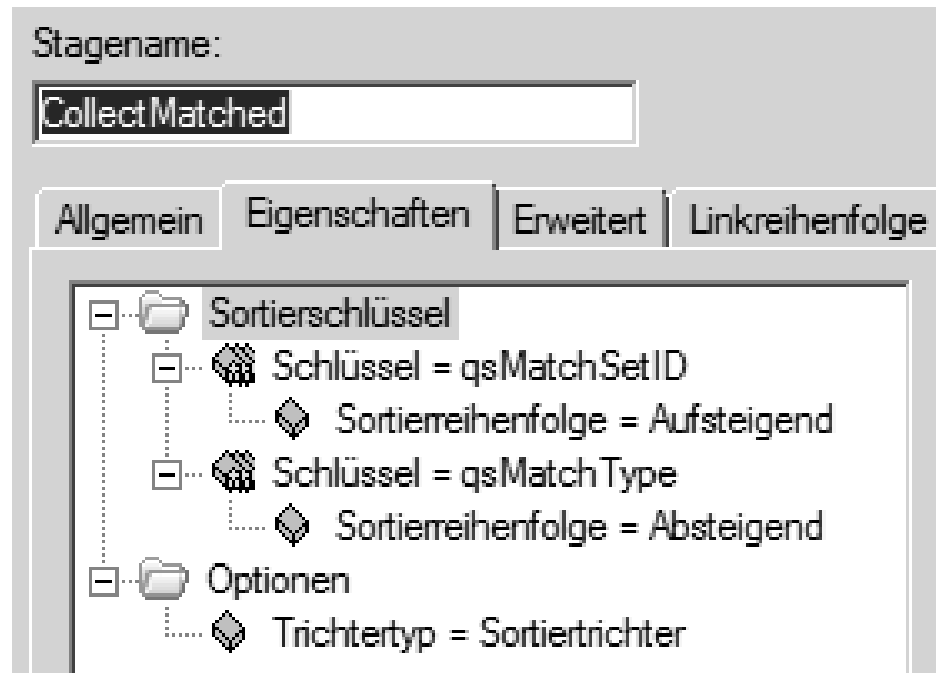 Stagename:
CollectMatched
Allgemein Eigenschaften Erweitert Linkreihenfolge
Sortierschlüssel
Schlüssel = qsMatchSetID
Sortierreihenfolge = Aufsteigend
Schlüssel = qsMatchType
Sortierreihenfolge = Absteigend
Optionen
Trichtertyp = Sortiertrichter